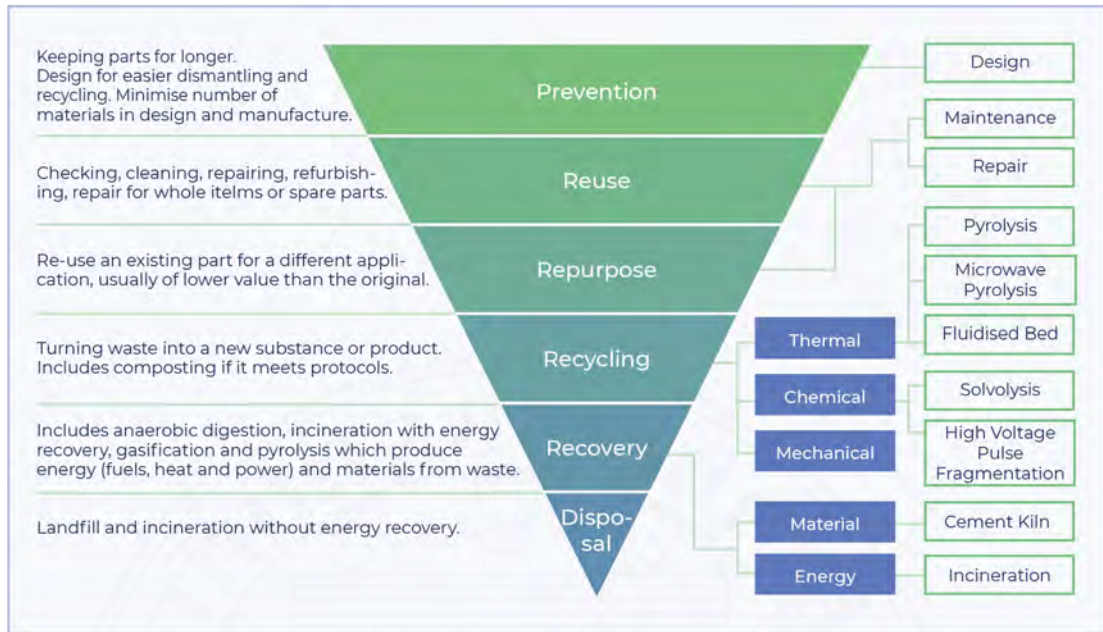 Keeping parts for longer.
Design for easier dismantling and
recycling. Minimise number of
materials in design and manufacture.
Prevention
Design
Checking, cleaning, repairing, refurbish-
ing, repair for whole itelms or spare parts.
Reuse
Maintenance
Repair
Re-use an existing part for a different appli-
cation, usually of lower value than the original.
Repurpose
Turning waste into a new substance or product.
Includes composting if it meets protocols.
Recycling
Thermal
Pyrolysis
Microwave
Pyrolysis
Fluidised Bed
Chemical
Solvolysis
High Voltage
Pulse
Fragmentation
Mechanical
Includes anaerobic digestion, incineration with energy
recovery, gasification and pyrolysis which produce
energy (fuels, heat and power) and materials from waste.
Recovery
Material
Cement Kiln
Energy
Incineration
Landfill and incineration without energy recovery.
Dispo-
sal